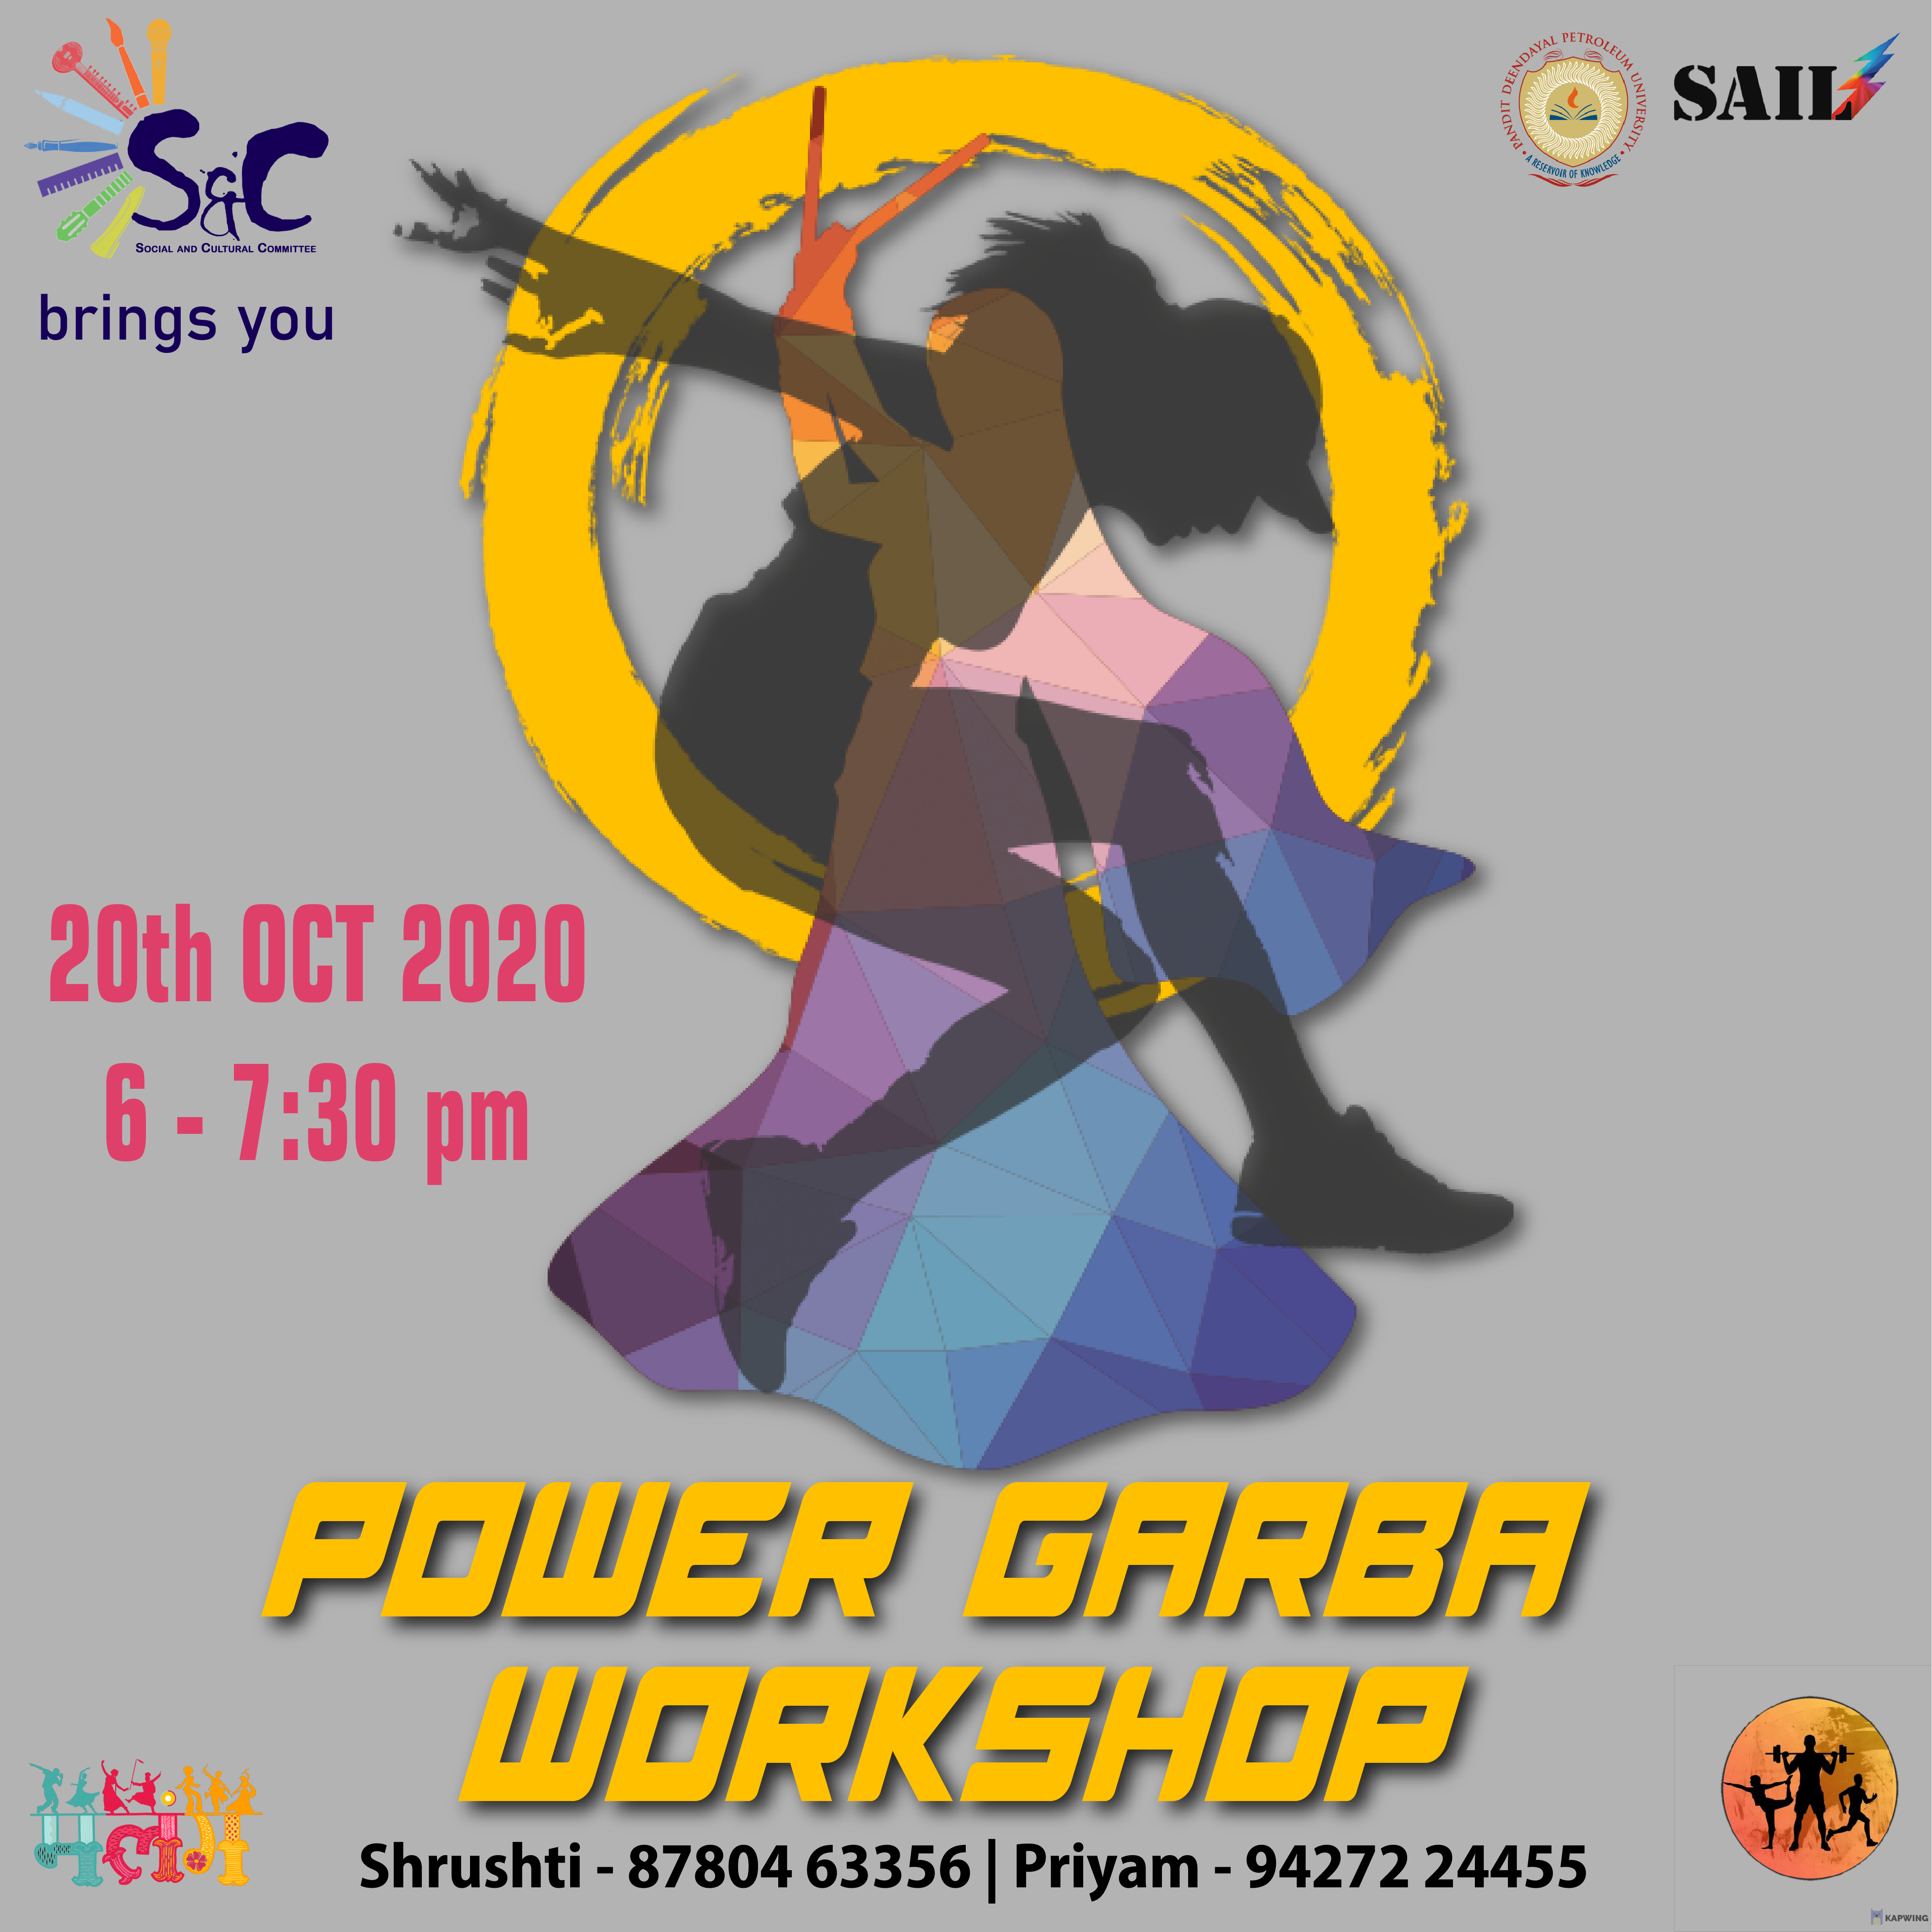 S&C
SOCIAL AND CULTURAL COMMITTEE
brings you
PANDIT DEENDAYAL PETROLEUM UNIVERSITY
A RESERVOIR OF KNOWLEDGE
SAIL
20th OCT 2020
6 - 7:30 pm
POWER GARBA
WORKSHOP
Shrushti - 87804 63356 | Priyam - 94272 24455
KAPWING